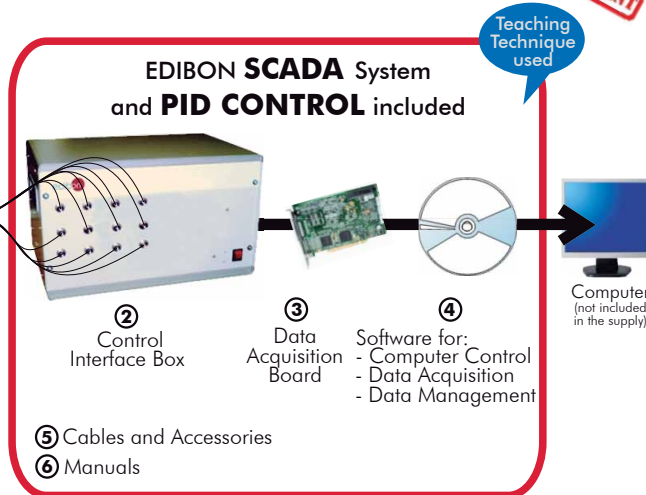 Teaching
Technique
used
EDIBON SCADA System
and PID CONTROL included
2
Control
Interface Box
3
Data
Acquisition
Board
4
Software for:
- Computer Control
- Data Acquisition
- Data Management
Computer
(not included
in the supply)
5 Cables and Accessories
6 Manuals